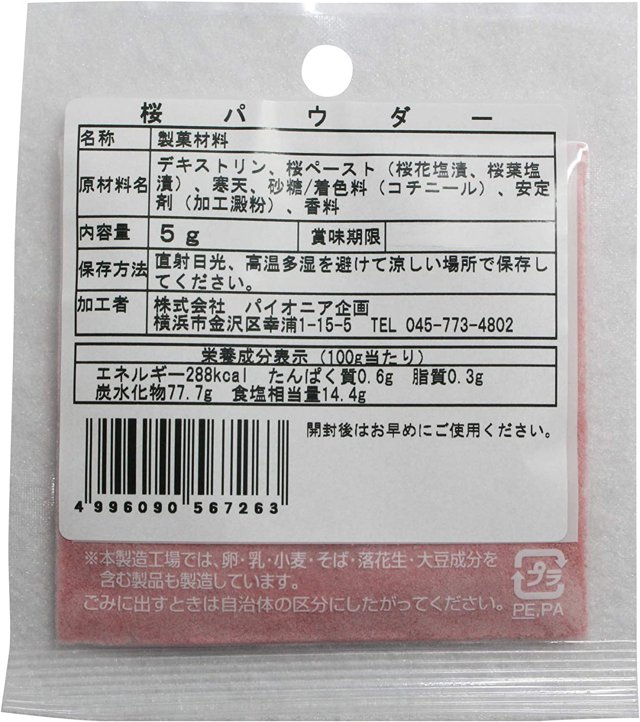 桜パウダー
名称 製菓材料
原材料名 デキストリン、桜ペースト（桜花塩漬、桜葉塩
漬）、寒天、砂糖/着色料（コチニール）、安定
剤（加工澱粉）、香料
内容量 5g 賞味期限
保存方法 直射日光、高温多湿を避けて涼しい場所で保存し
てください。
加工者 株式会社 パイオニア企画
横浜市金沢区幸浦1-15-5 TEL 045-773-4802
栄養成分表示（100g当たり）
エネルギー288kcal たんぱく質0.6g 脂質0.3g
炭水化物77.7g 食塩相当量14.4g
開封後はお早めにご使用ください。
4 996090 567263
※本製造工場では、卵・乳・小麦・そば・落花生・大豆成分を
含む製品も製造しています。
ごみに出すときは自治体の区分にしたがってください。
プラ
PE,PA